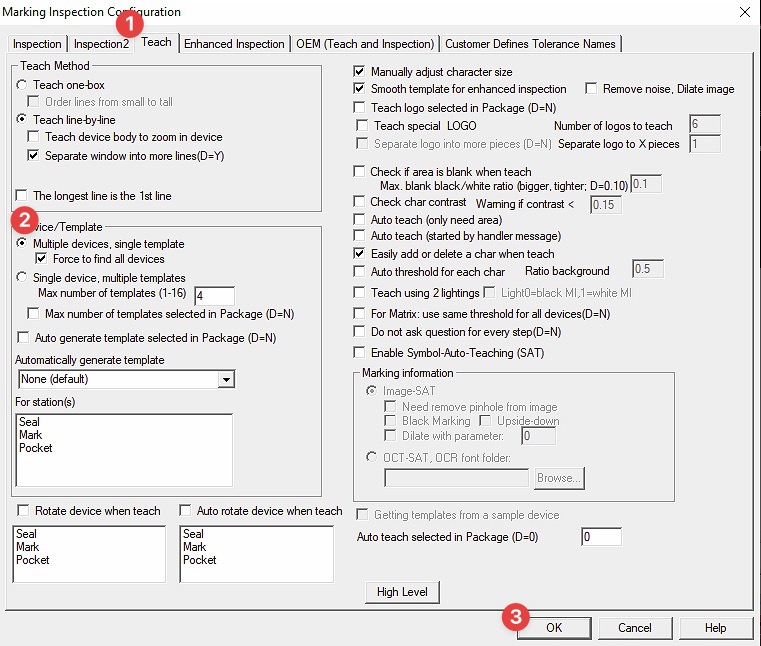 Marking Inspection Configuration
1
Inspection
Inspection2
Teach
Enhanced Inspection
OEM (Teach and Inspection)
Customer Defines Tolerance Names
Teach Method
Teach one-box
Order lines from small to tall
Teach line-by-line
Teach device body to zoom in device
Separate window into more lines(D=Y)
The longest line is the 1st line
2
vice/Template
Multiple devices, single template
Force to find all devices
Single device, multiple templates
Max number of templates (1-16) 4
Max number of templates selected in Package (D=N)
Auto generate template selected in Package (D=N)
Automatically generate template
None (default)
For station(s)
Seal
Mark
Pocket
Rotate device when teach
Seal
Mark
Pocket
Auto rotate device when teach
Seal
Mark
Pocket
Manually adjust character size
Smooth template for enhanced inspection
Remove noise, Dilate image
Teach logo selected in Package (D=N)
Teach special LOGO
Number of logos to teach 6
Separate logo into more pieces (D=N)
Separate logo to X pieces 1
Check if area is blank when teach
Max. blank black/white ratio (bigger, tighter; D=0.10) 0.1
Check char contrast
Warning if contrast < 0.15
Auto teach (only need area)
Auto teach (started by handler message)
Easily add or delete a char when teach
Auto threshold for each char
Ratio background 0.5
Teach using 2 lightings
Light0=black MI,1=white MI
For Matrix: use same threshold for all devices(D=N)
Do not ask question for every step(D=N)
Enable Symbol-Auto-Teaching (SAT)
Marking information
Image-SAT
Need remove pinhole from image
Black Marking
Upside-down
Dilate with parameter: 0
OCT-SAT, OCR font folder:
Browse...
Getting templates from a sample device
Auto teach selected in Package (D=0) 0
High Level
3
OK
Cancel
Help